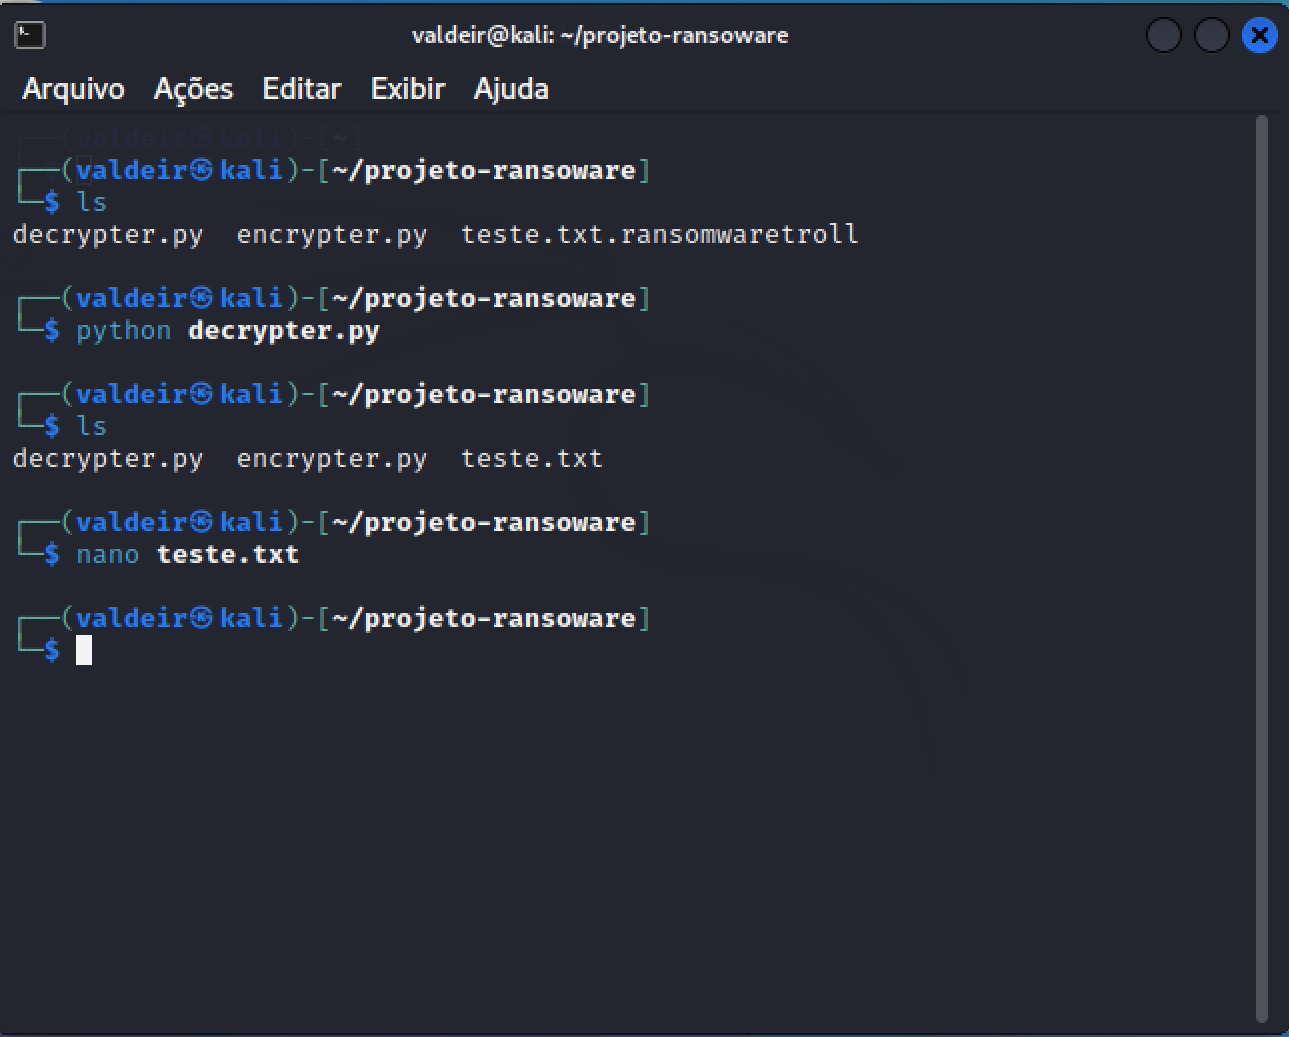 valdeir@kali: ~/projeto-ransoware
Arquivo Ações Editar Exibir Ajuda
┌──(valdeir㉿kali)-[~]
┌──(valdeir㉿kali)-[~/projeto-ransoware]
└─$ ls
decrypter.py encrypter.py teste.txt.ransomwaretroll
┌──(valdeir㉿kali)-[~/projeto-ransoware]
└─$ python decrypter.py
┌──(valdeir㉿kali)-[~/projeto-ransoware]
└─$ ls
decrypter.py encrypter.py teste.txt
┌──(valdeir㉿kali)-[~/projeto-ransoware]
└─$ nano teste.txt
┌──(valdeir㉿kali)-[~/projeto-ransoware]
└─$